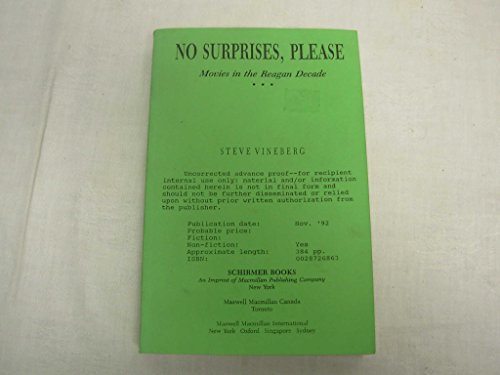 NO SURPRISES, PLEASE
Movies in the Reagan Decade
• • •
STEVE VINEBERG
Uncorrected advance proof--for recipient
internal use only: material and/or information
contained herein is not in final form and
should not be further disseminated or relied
upon without prior written authorization from
the publisher.
Publication date: Nov. '92
Probable price:
Fiction:
Non-fiction: Yes
Approximate length: 384 pp.
ISBN: 0028726863
SCHIRMER BOOKS
An Imprint of Macmillan Publishing Company
New York
Maxwell Macmillan Canada
Toronto
Maxwell Macmillan International
New York Oxford Singapore Sydney